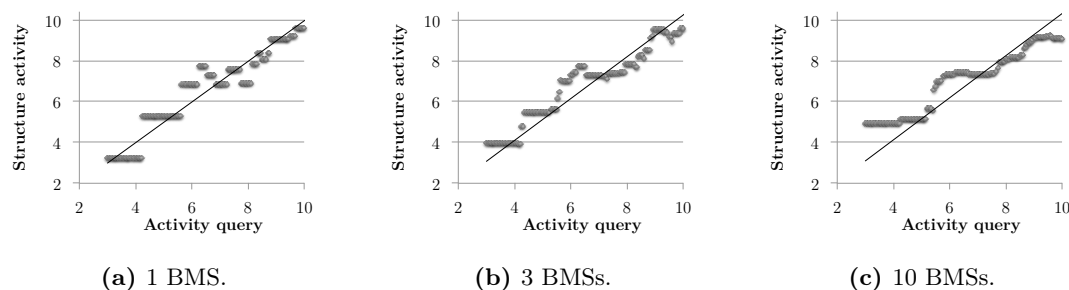 Structure activity
10
8
6
4
2
2 4 6 8 10
Activity query
(a) 1 BMS.
Structure activity
10
8
6
4
2
2 4 6 8 10
Activity query
(b) 3 BMSs.
Structure activity
10
8
6
4
2
2 4 6 8 10
Activity query
(c) 10 BMSs.